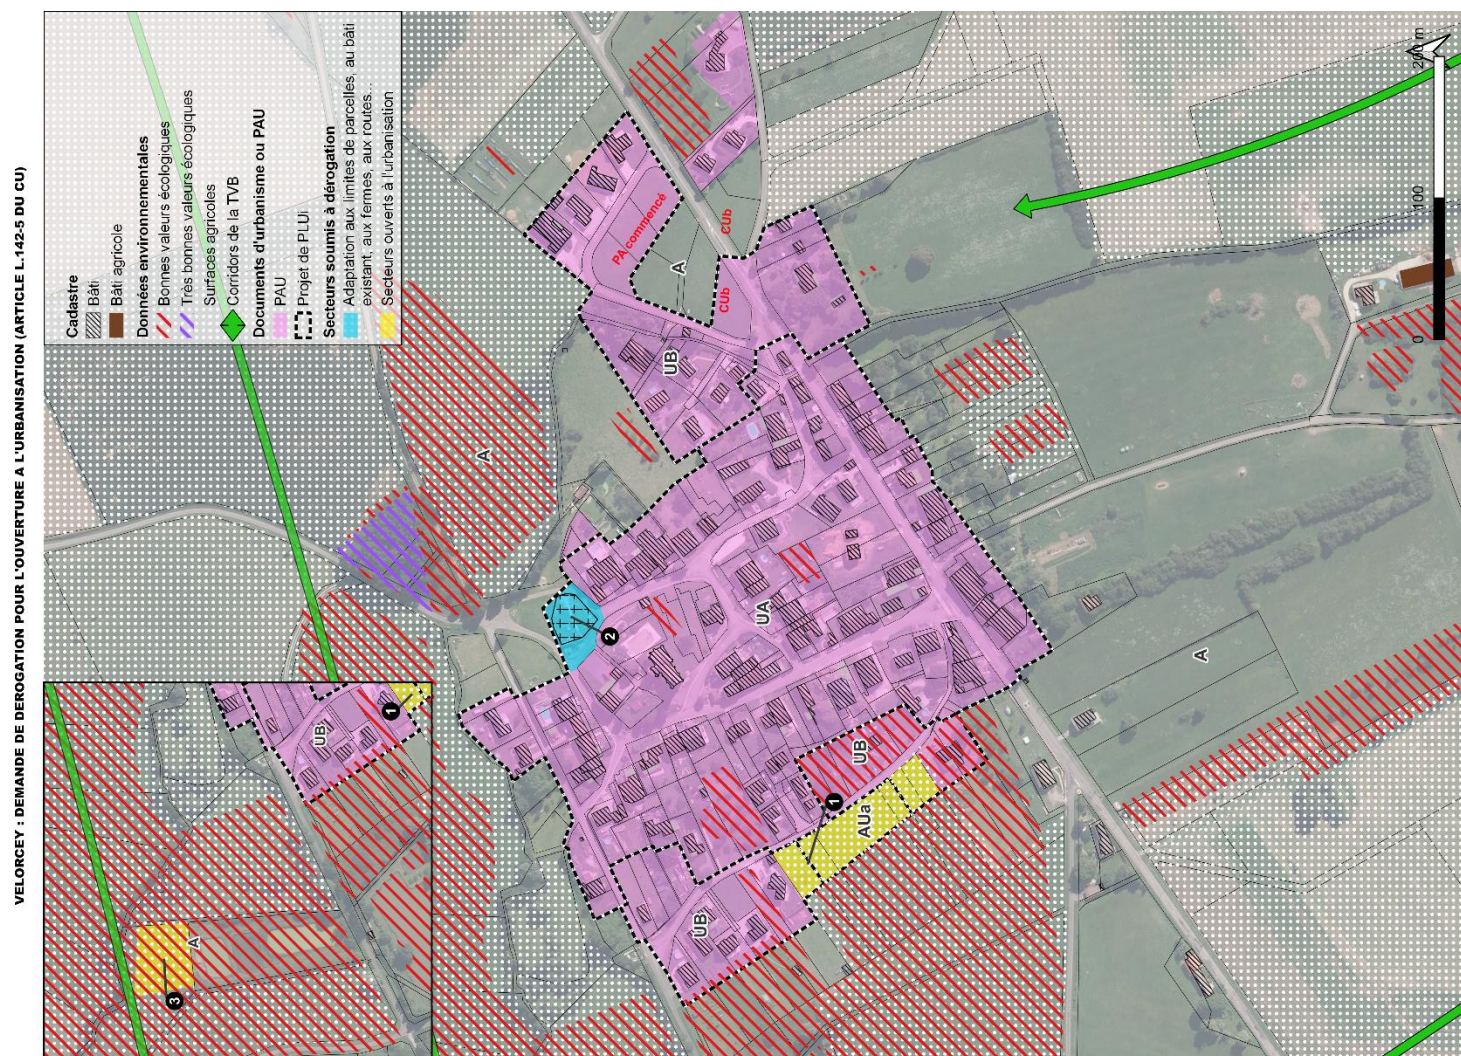 VELORCEY : DEMANDE DE DEROGATION POUR L'OUVERTURE A L'URBANISATION (ARTICLE L.142-5 DU CU)
Cadastre
Bâti
Bâti agricole
Données environnementales
Bonnes valeurs écologiques
Très bonnes valeurs écologiques
Surfaces agricoles
Corridors de la TVB
Documents d'urbanisme ou PAU
PAU
Projet de PLUi
Secteurs soumis à dérogation
Adaptation aux limites de parcelles, au bâti
existant, aux fermes, aux routes...
Secteurs ouverts à l'urbanisation
0
100
200 m
PA commencé
A
CUb
CUb
UB
A
UA
2
UB
1
AUa
UB
A
UB
1
A
3